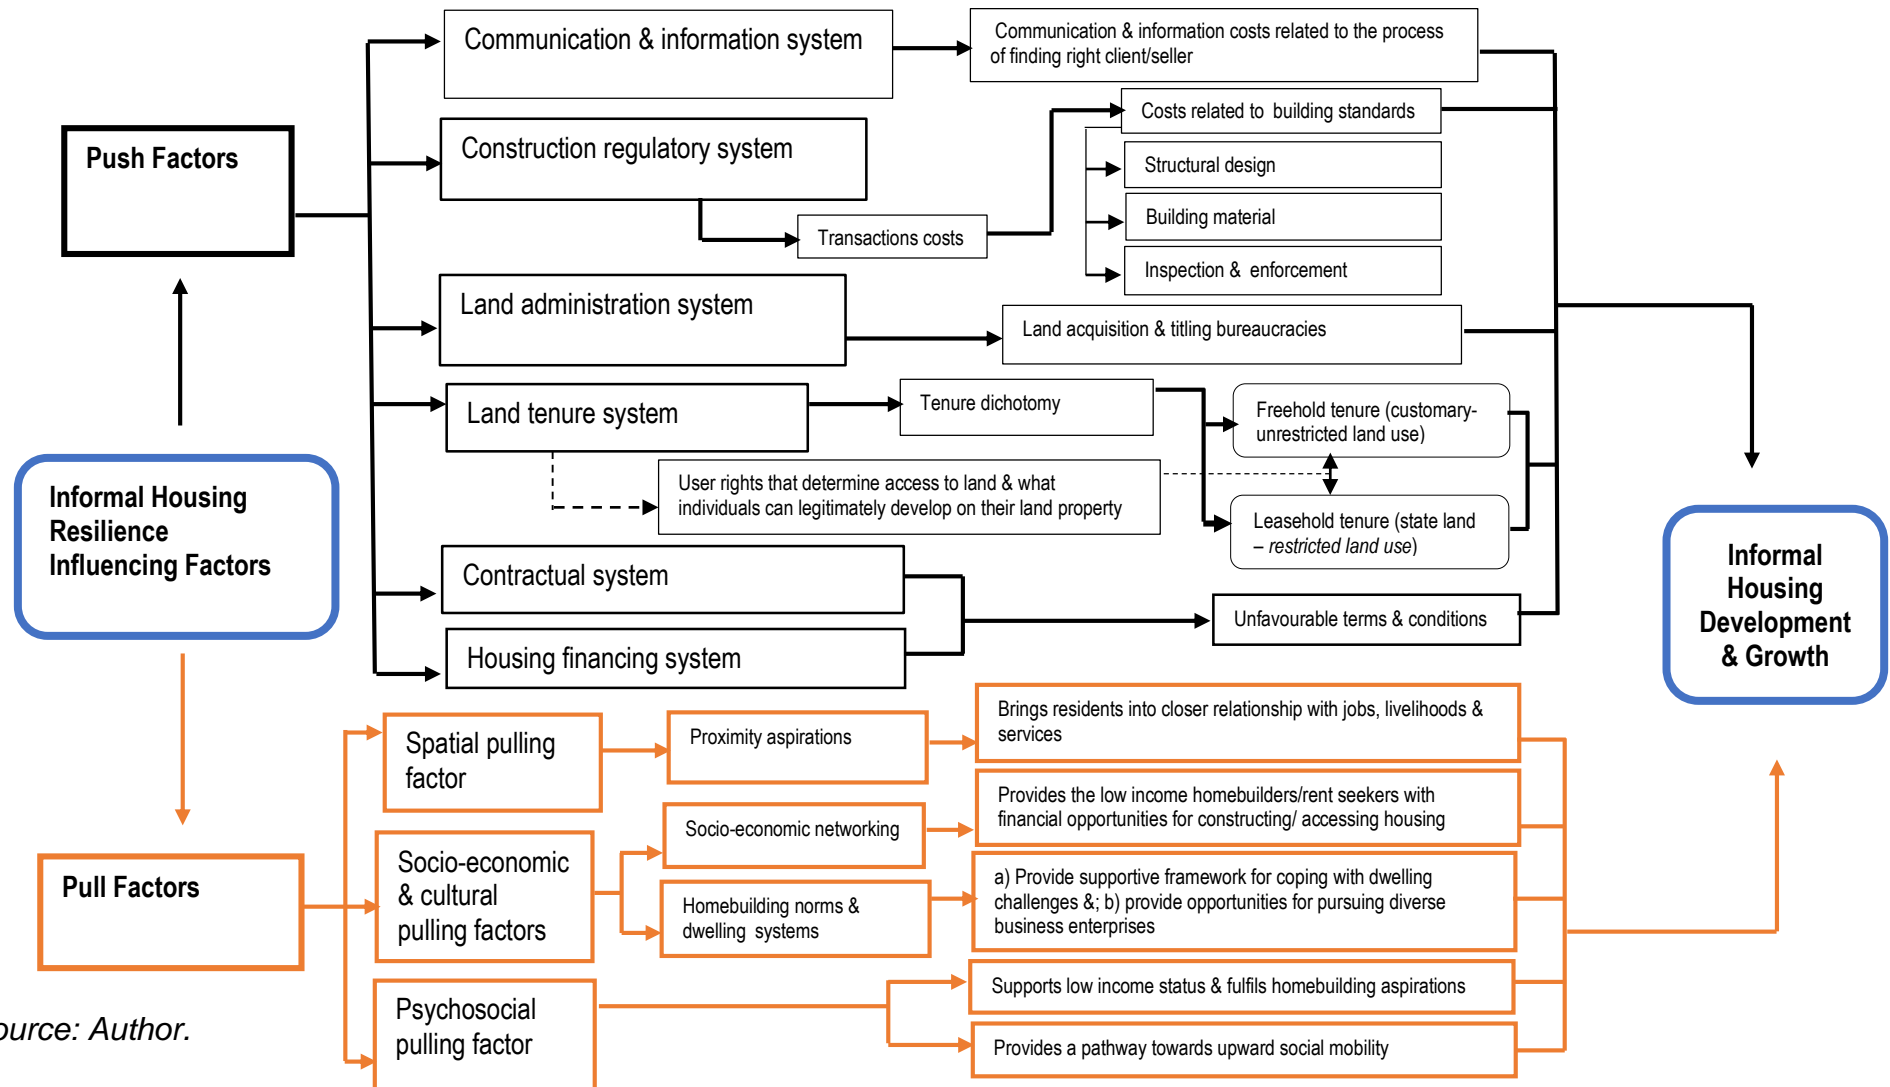 Communication & information system
Communication & information costs related to the process
of finding right client/seller
Push Factors
Construction regulatory system
Costs related to building standards
Structural design
Building material
Transactions costs
Inspection & enforcement
Land administration system
Land acquisition & titling bureaucracies
Land tenure system
Tenure dichotomy
Freehold tenure (customary-
unrestricted land use)
User rights that determine access to land & what
individuals can legitimately develop on their land property
Leasehold tenure (state land
– restricted land use)
Informal Housing
Resilience
Influencing Factors
Contractual system
Housing financing system
Unfavourable terms & conditions
Informal
Housing
Development
& Growth
Pull Factors
Spatial pulling
factor
Proximity aspirations
Brings residents into closer relationship with jobs, livelihoods &
services
Socio-economic
& cultural
pulling factors
Socio-economic networking
Provides the low income homebuilders/rent seekers with
financial opportunities for constructing/ accessing housing
Homebuilding norms &
dwelling systems
a) Provide supportive framework for coping with dwelling
challenges &; b) provide opportunities for pursuing diverse
business enterprises
Psychosocial
pulling factor
Supports low income status & fulfils homebuilding aspirations
Provides a pathway towards upward social mobility
ource: Author.